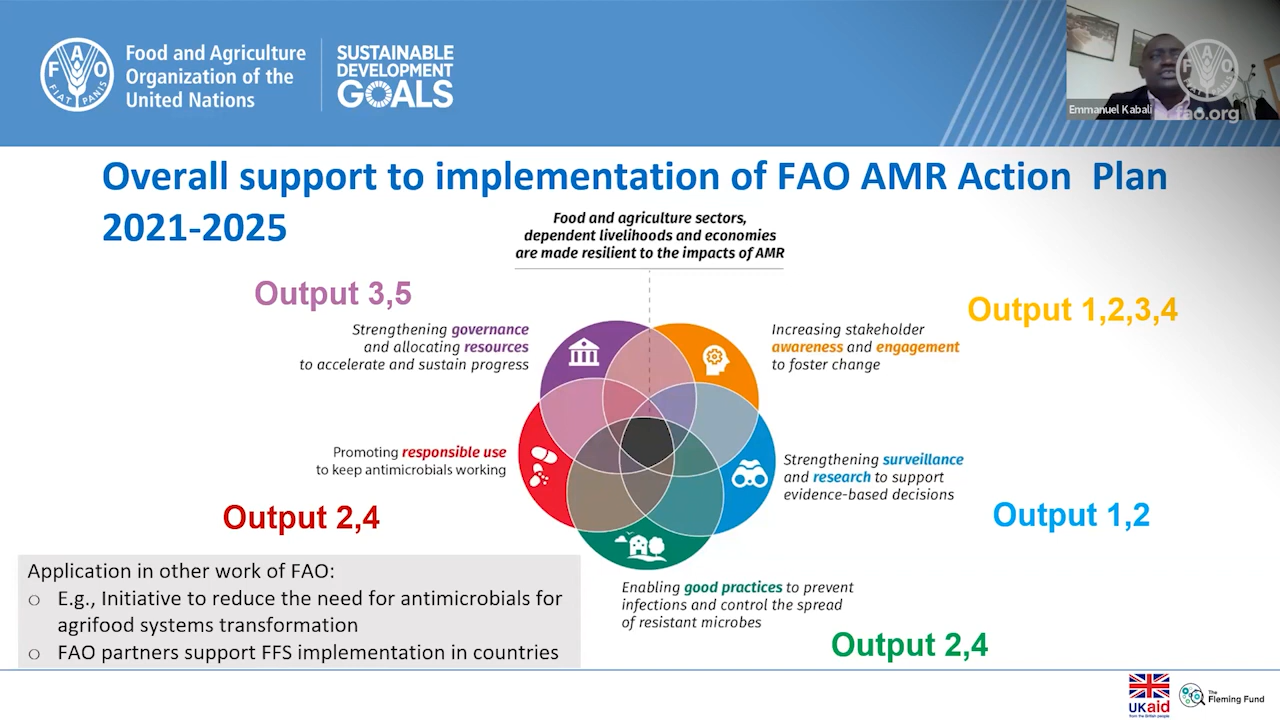 Food and Agriculture
Organization of the
United Nations
SUSTAINABLE
DEVELOPMENT
GOALS
F A O
FIAT PANIS
Emmanuel Kabali
F A O
fao.org
Overall support to implementation of FAO AMR Action Plan
2021-2025
Food and agriculture sectors,
dependent livelihoods and economies
are made resilient to the impacts of AMR
Output 3,5
Output 1,2,3,4
Strengthening governance
and allocating resources
to accelerate and sustain progress
Increasing stakeholder
awareness and engagement
to foster change
Promoting responsible use
to keep antimicrobials working
Strengthening surveillance
and research to support
evidence-based decisions
Output 2,4
Output 1,2
Application in other work of FAO:
○ E.g., Initiative to reduce the need for antimicrobials for
agrifood systems transformation
○ FAO partners support FFS implementation in countries
Enabling good practices to prevent
infections and control the spread
of resistant microbes
Output 2,4
UKaid
from the British people
The
Fleming Fund